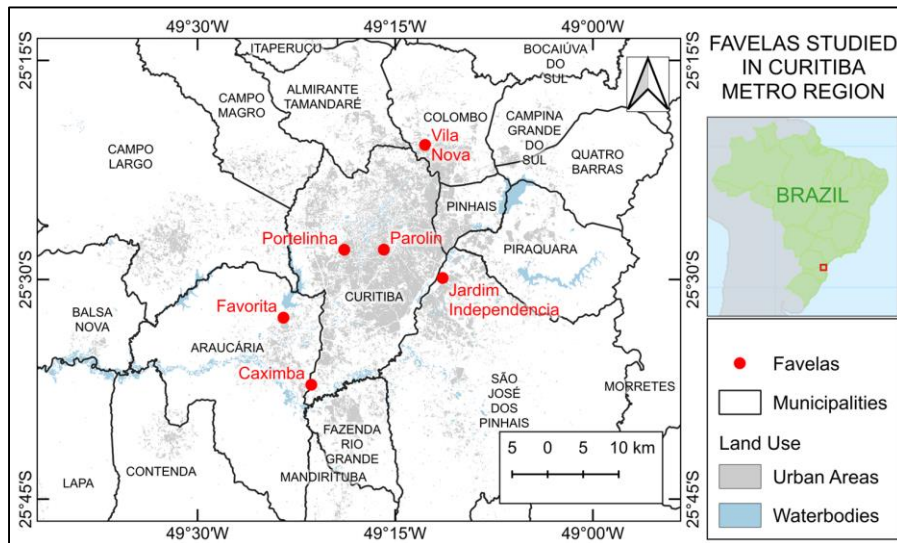 49°30'W
49°15'W
49°00'W
25°15'S
25°15'S
ITAPERUÇU
BOCAIÚVA
DO
SUL
ALMIRANTE
TAMANDARÉ
CAMPO
MAGRO
COLOMBO
CAMPINA
GRANDE
DO
SUL
CAMPO
LARGO
Vila
Nova
QUATRO
BARRAS
PINHAIS
Portelinha
Parolin
PIRAQUARA
25°30'S
25°30'S
CURITIBA
Jardim
Independencia
Favorita
BALSA
NOVA
ARAUCÁRIA
Caximba
SÃO
JOSÉ
DOS
PINHAIS
MORRETES
FAZENDA
RIO
GRANDE
5 0 5 10 km
LAPA
CONTENDA
MANDIRITUBA
25°45'S
25°45'S
49°30'W
49°15'W
49°00'W
FAVELAS STUDIED
IN CURITIBA
METRO REGION
BRAZIL
Favelas
Municipalities
Land Use
Urban Areas
Waterbodies